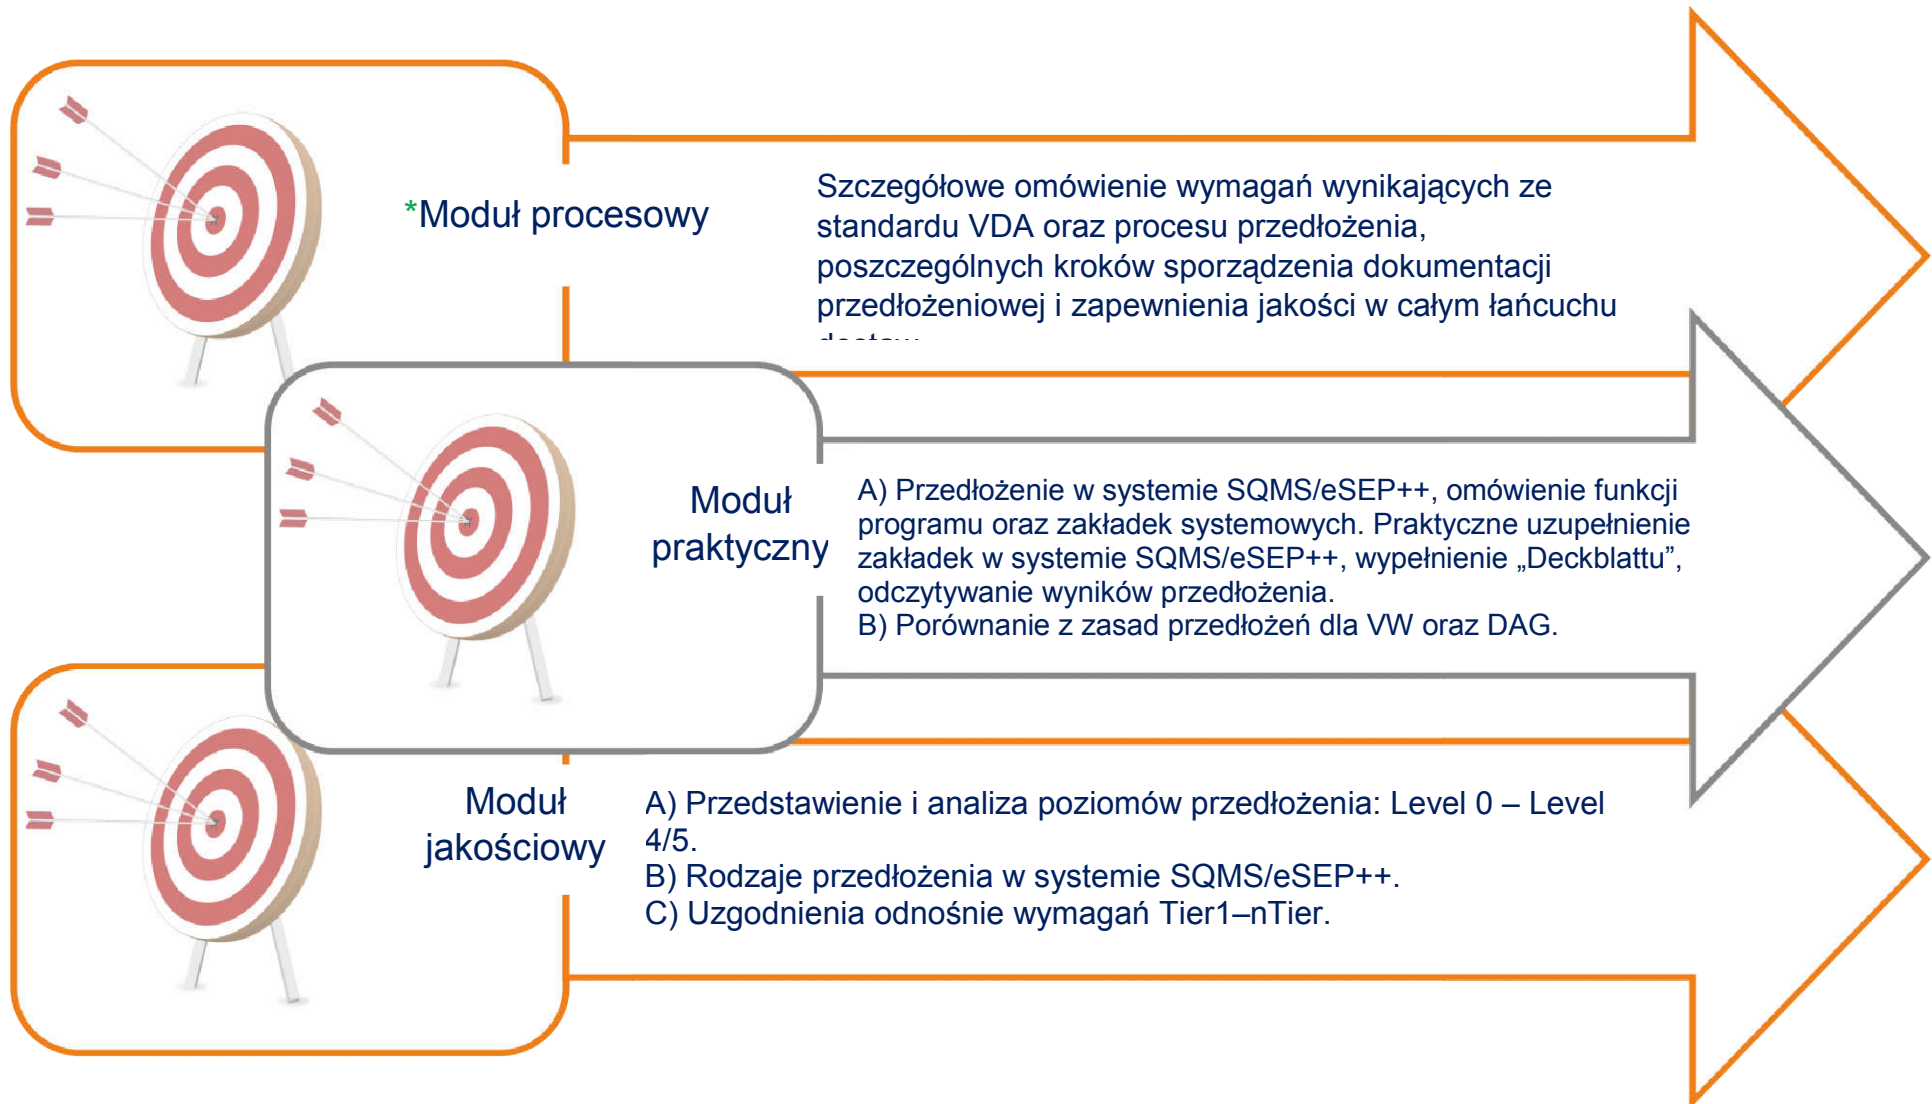 *Moduł procesowy
Szczegółowe omówienie wymagań wynikających ze
standardu VDA oraz procesu przedłożenia,
poszczególnych kroków sporządzenia dokumentacji
przedłożeniowej i zapewnienia jakości w całym łańcuchu
Moduł
praktyczny
A) Przedłożenie w systemie SQMS/eSEP++, omówienie funkcji
programu oraz zakładek systemowych. Praktyczne uzupełnienie
zakładek w systemie SQMS/eSEP++, wypełnienie „Deckblattu”,
odczytywanie wyników przedłożenia.
B) Porównanie z zasad przedłożeń dla VW oraz DAG.
Moduł
jakościowy
A) Przedstawienie i analiza poziomów przedłożenia: Level 0 – Level
4/5.
B) Rodzaje przedłożenia w systemie SQMS/eSEP++.
C) Uzgodnienia odnośnie wymagań Tier1–nTier.